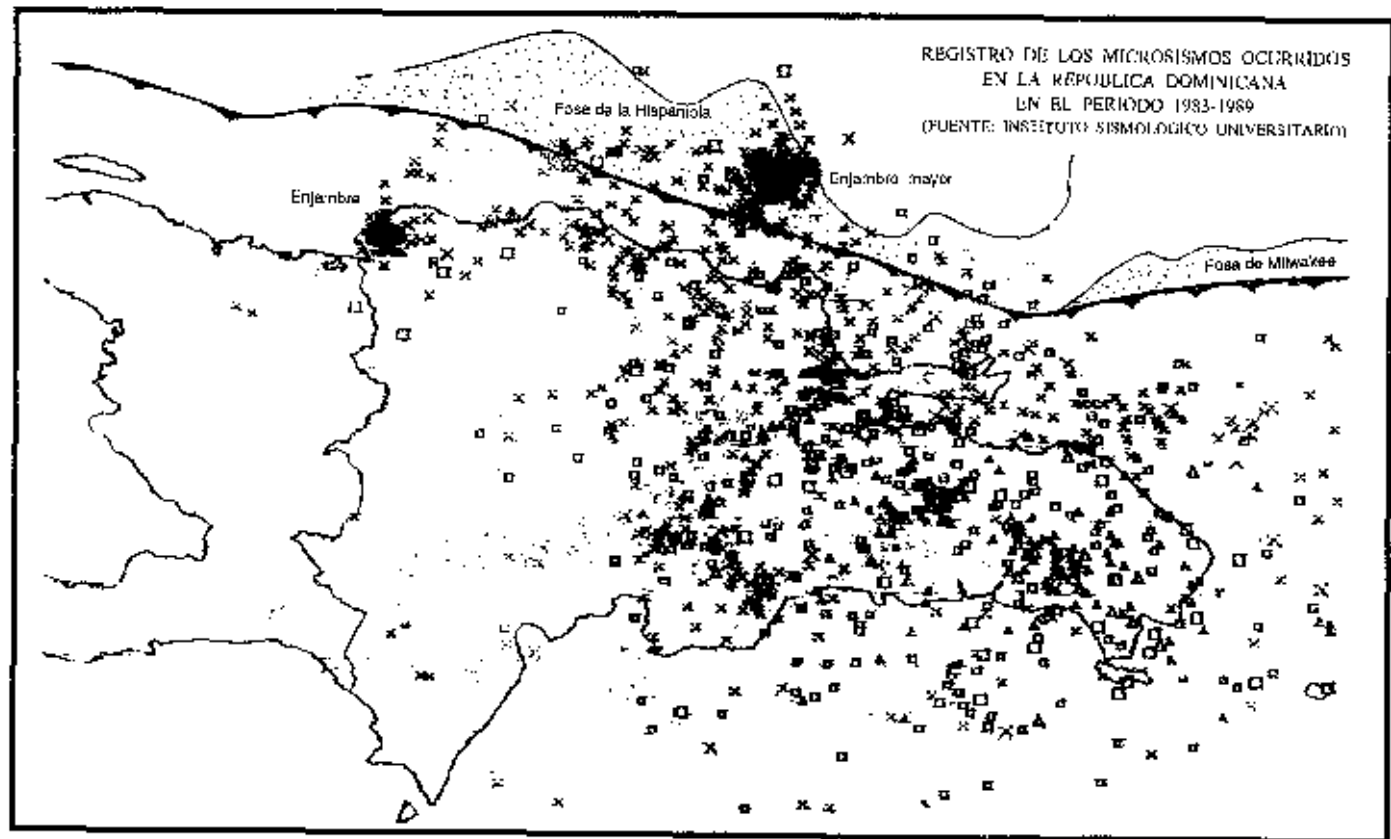 REGISTRO DE LOS MICROSISMOS OCURRIDOS
EN LA REPUBLICA DOMINICANA
EN EL PERIODO 1983-1989
(FUENTE: INSTITUTO SISMOLOGICO UNIVERSITARIO)
Fosa de la Hispaniola
Enjambre mayor
Enjambre
Fosa de Milwakee